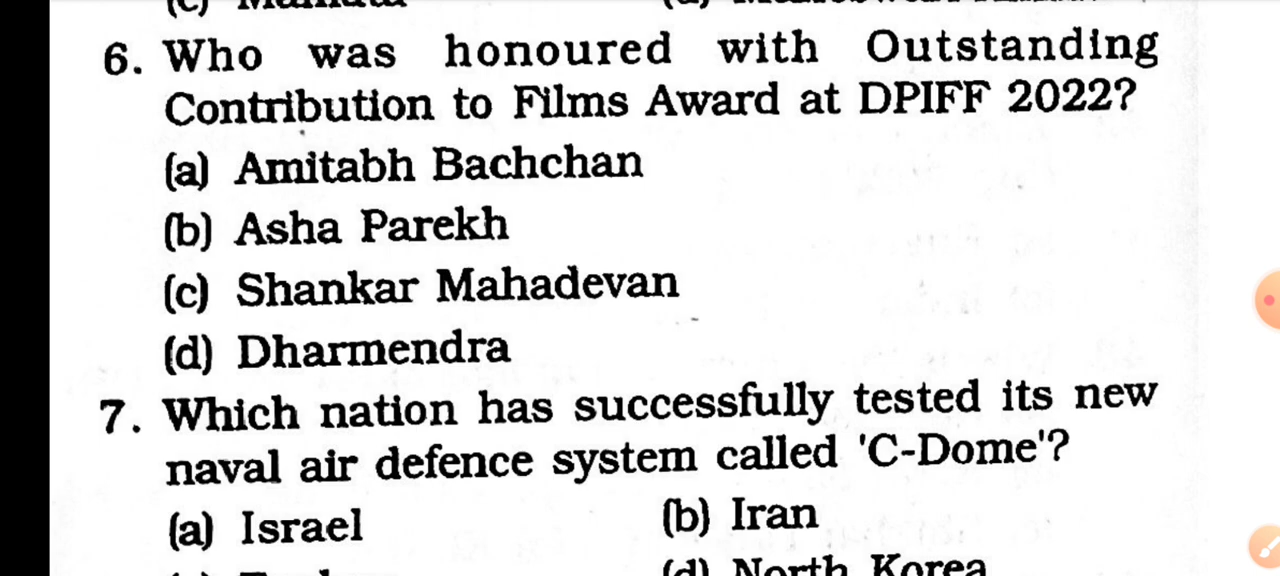 6. Who was honoured with Outstanding
Contribution to Films Award at DPIFF 2022?
(a) Amitabh Bachchan
(b) Asha Parekh
(c) Shankar Mahadevan
(d) Dharmendra
7. Which nation has successfully tested its new
naval air defence system called 'C-Dome'?
(a) Israel (b) Iran
(d) North Korea